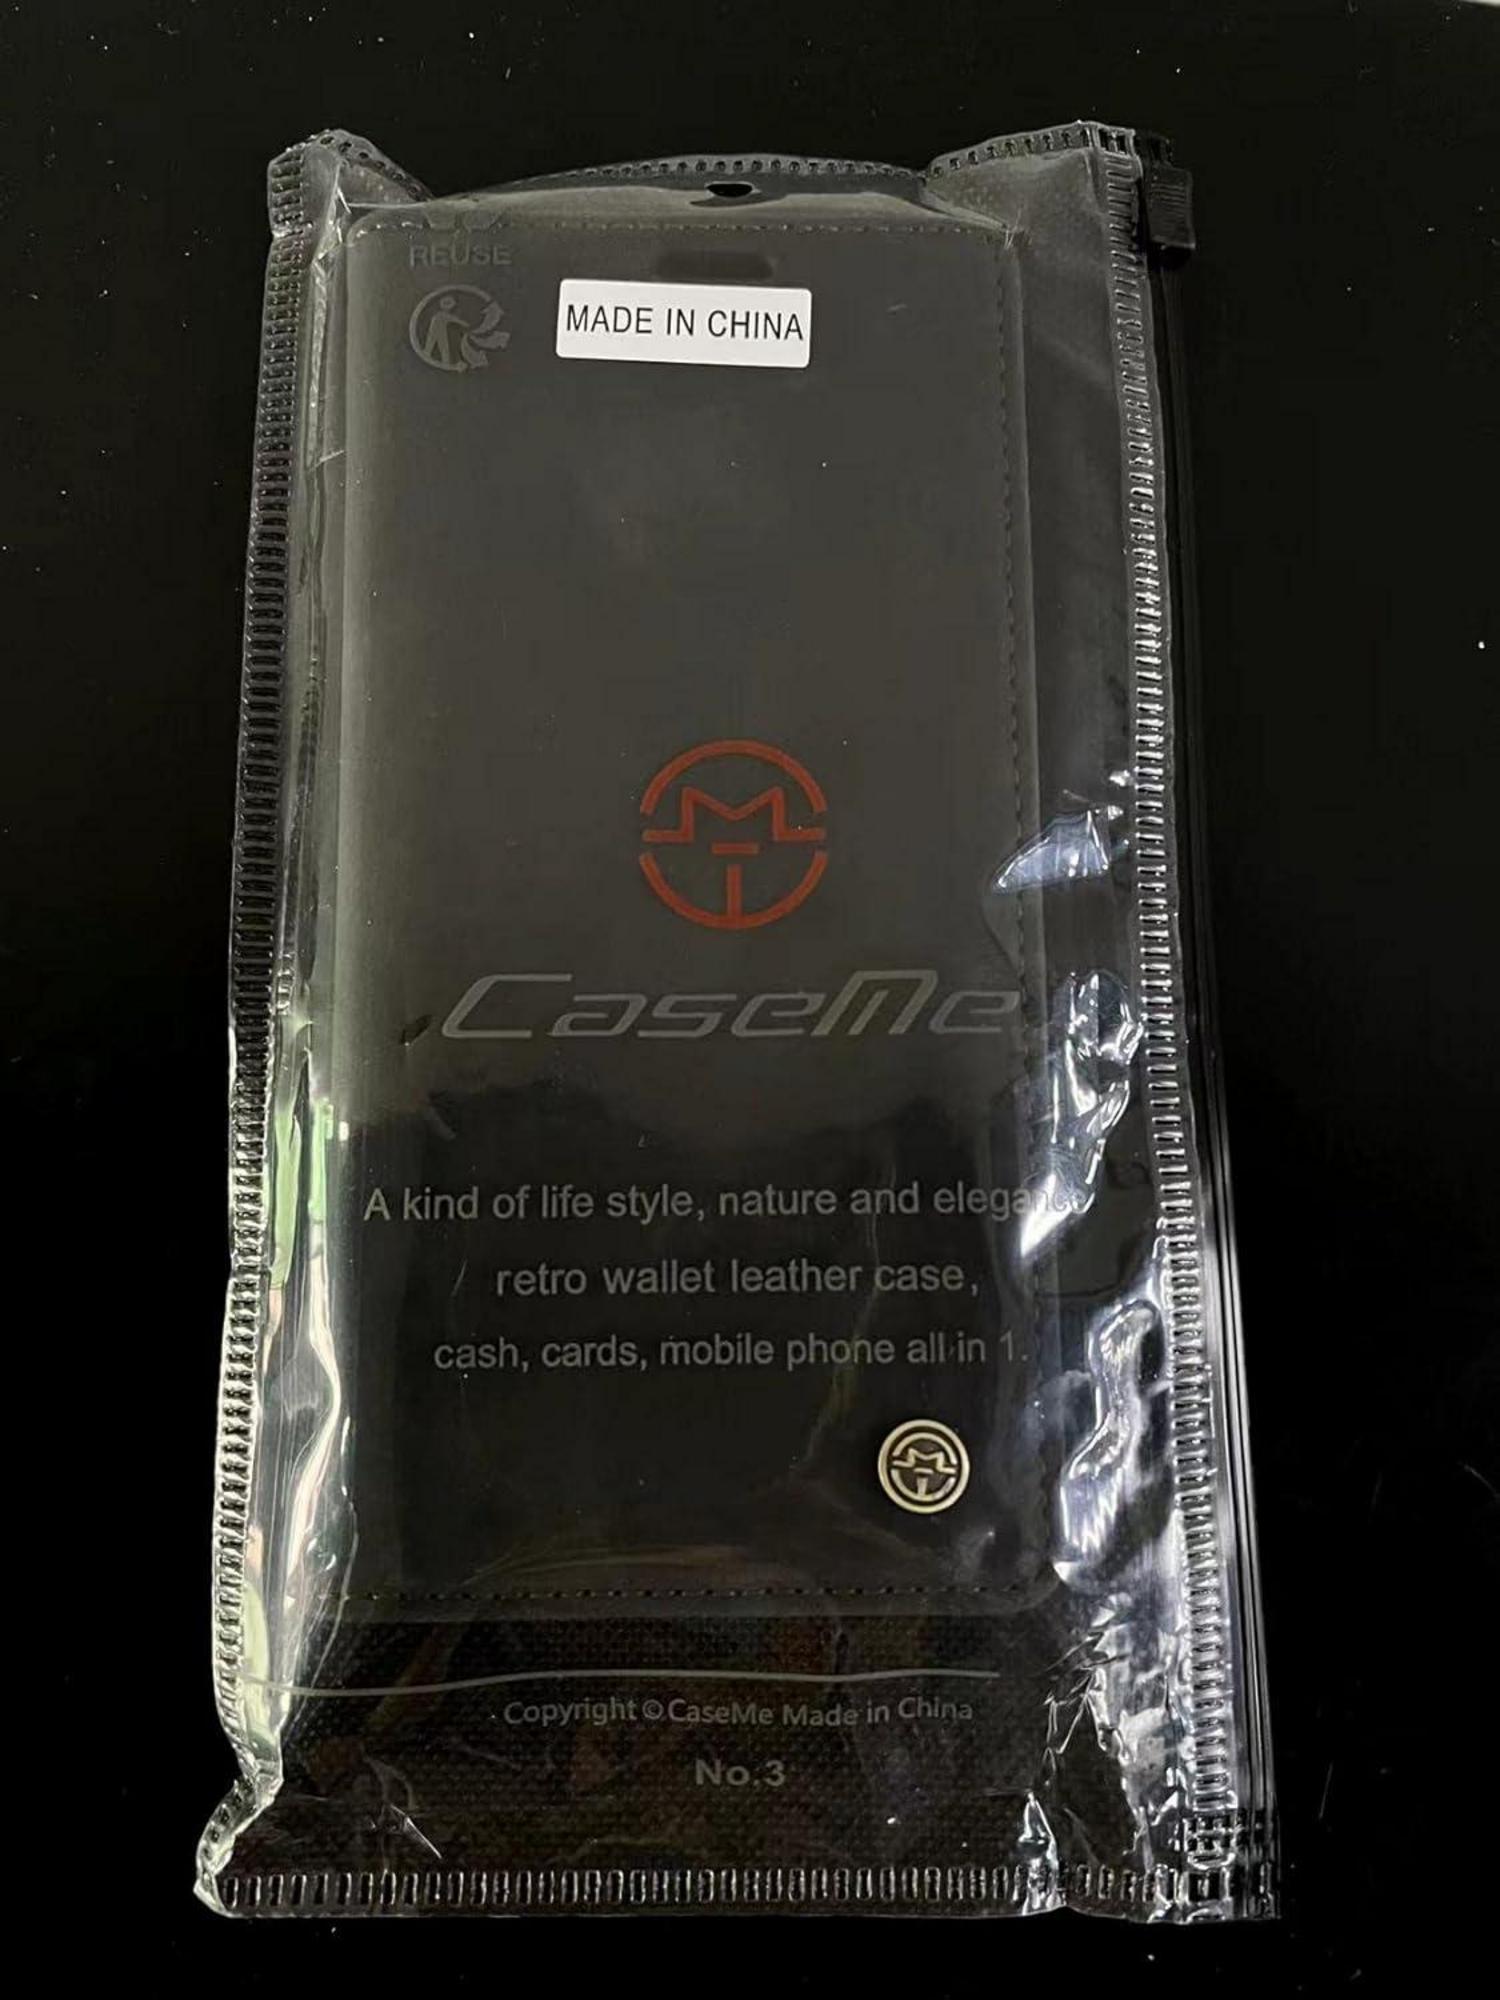 REUSE
MADE IN CHINA
CaseMe
A kind of life style, nature and elegance
retro wallet leather case,
cash, cards, mobile phone all in 1.
Copyright ©CaseMe Made in China
No.3